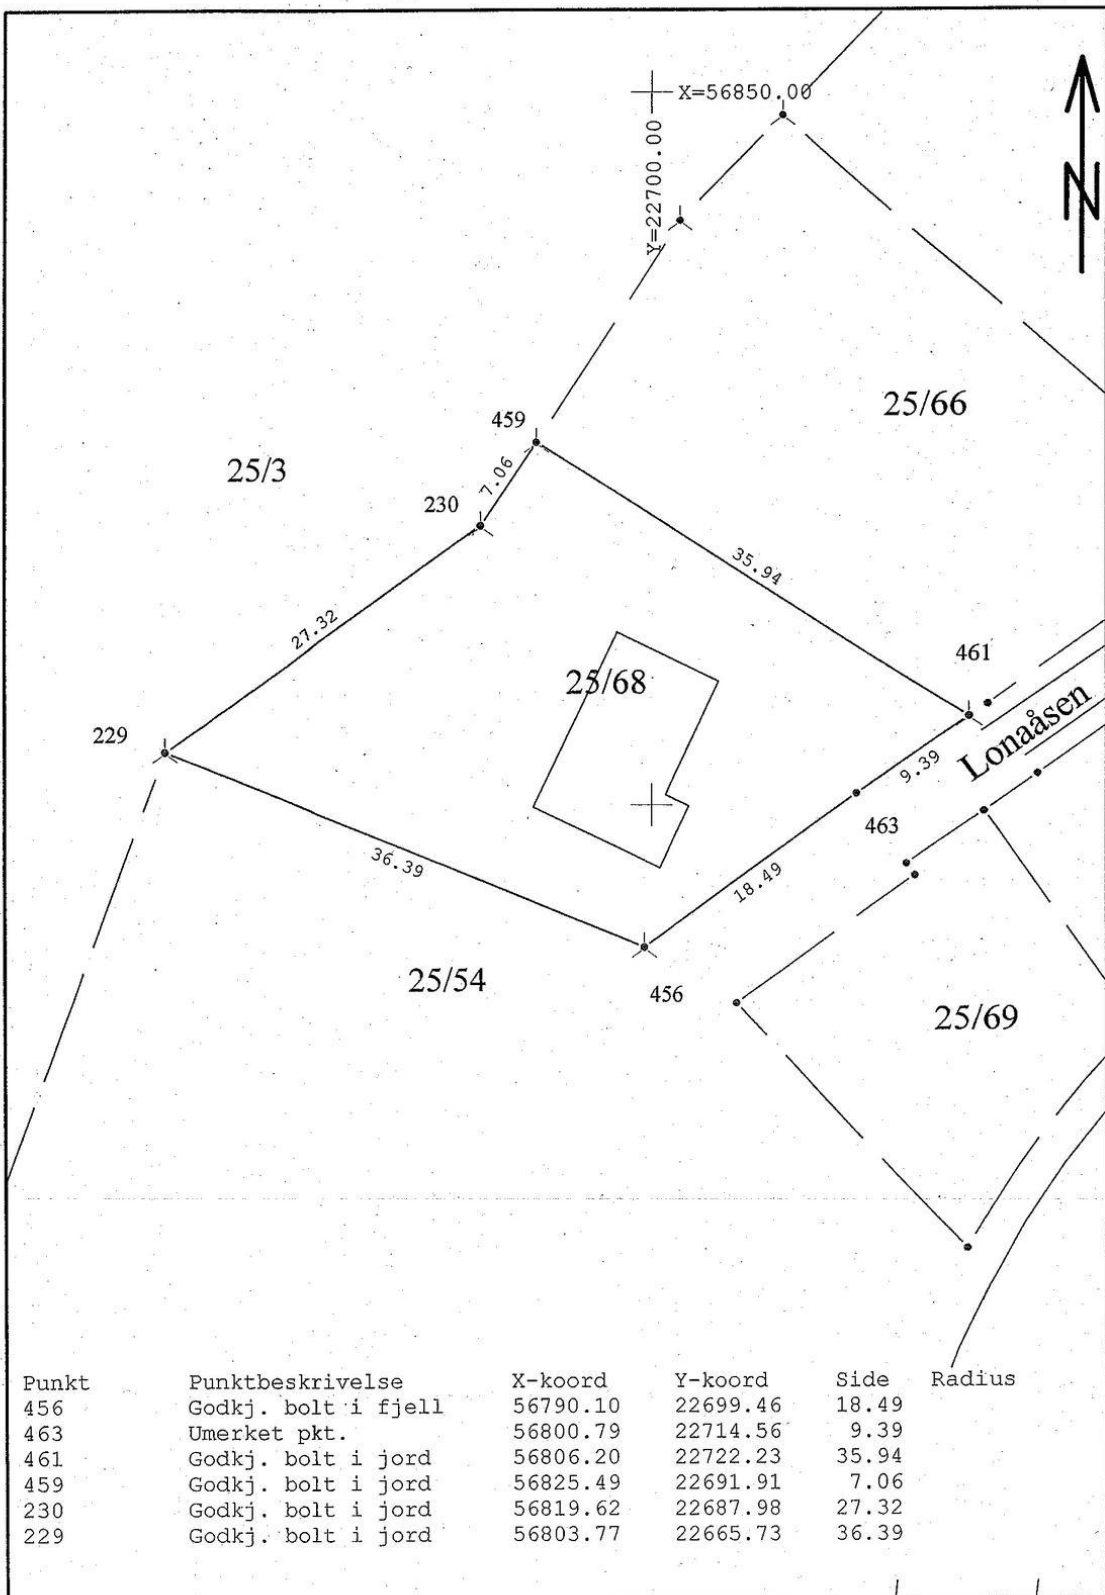 X=56850.00
Y=22700.00
N
25/66
459
25/3
7.06
230
35.94
27.32
461
25/68
229
Lonaåsen
9.39
463
36.39
18.49
25/54
456
25/69
Punkt Punktbeskrivelse X-koord Y-koord Side Radius
456 Godkj. bolt i fjell 56790.10 22699.46 18.49
463 Umerket pkt. 56800.79 22714.56 9.39
461 Godkj. bolt i jord 56806.20 22722.23 35.94
459 Godkj. bolt i jord 56825.49 22691.91 7.06
230 Godkj. bolt i jord 56819.62 22687.98 27.32
229 Godkj. bolt i jord 56803.77 22665.73 36.39